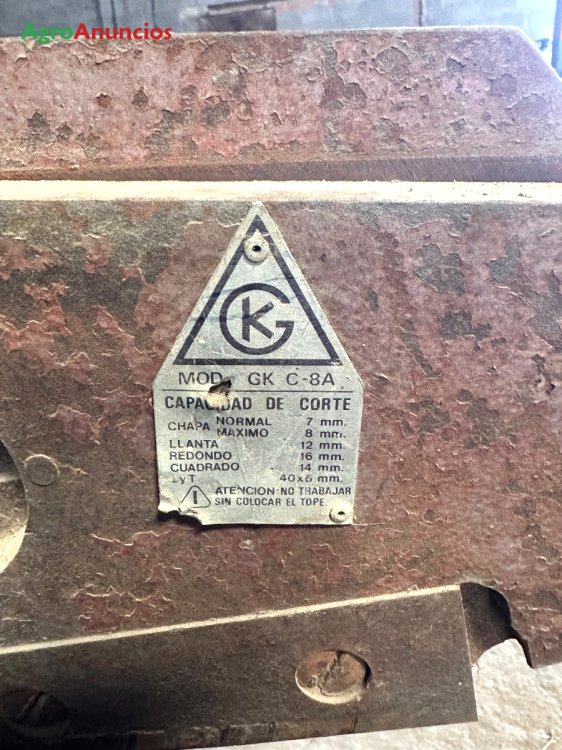 AgroAnuncios
GK
MOD. GK C-8A
CAPACIDAD DE CORTE
CHAPA NORMAL 7 mm.
MAXIMO 8 mm.
LLANTA 12 mm.
REDONDO 16 mm.
CUADRADO 14 mm.
L y T 40x6 mm.
ATENCION: NO TRABAJAR
SIN COLOCAR EL TOPE.